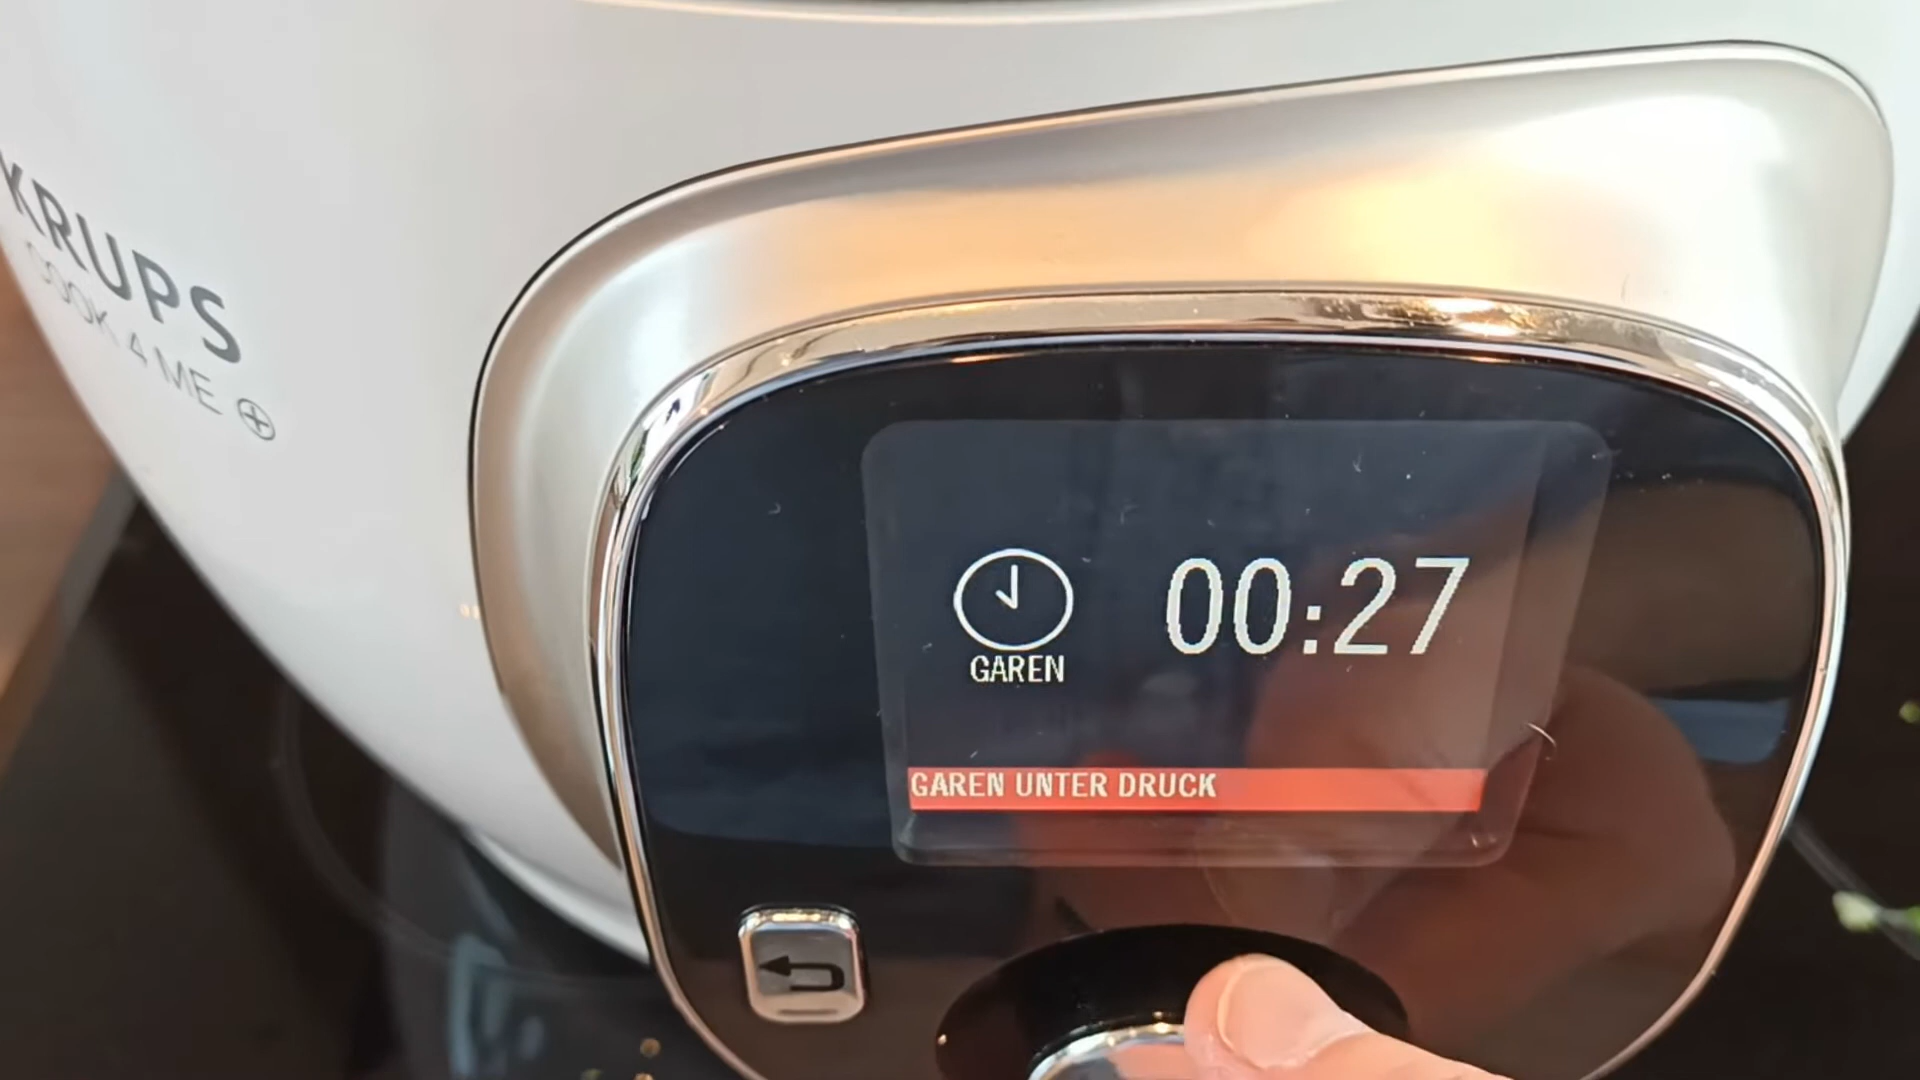 KRUPS
COOK 4 ME
00:27
GAREN
GAREN UNTER DRUCK